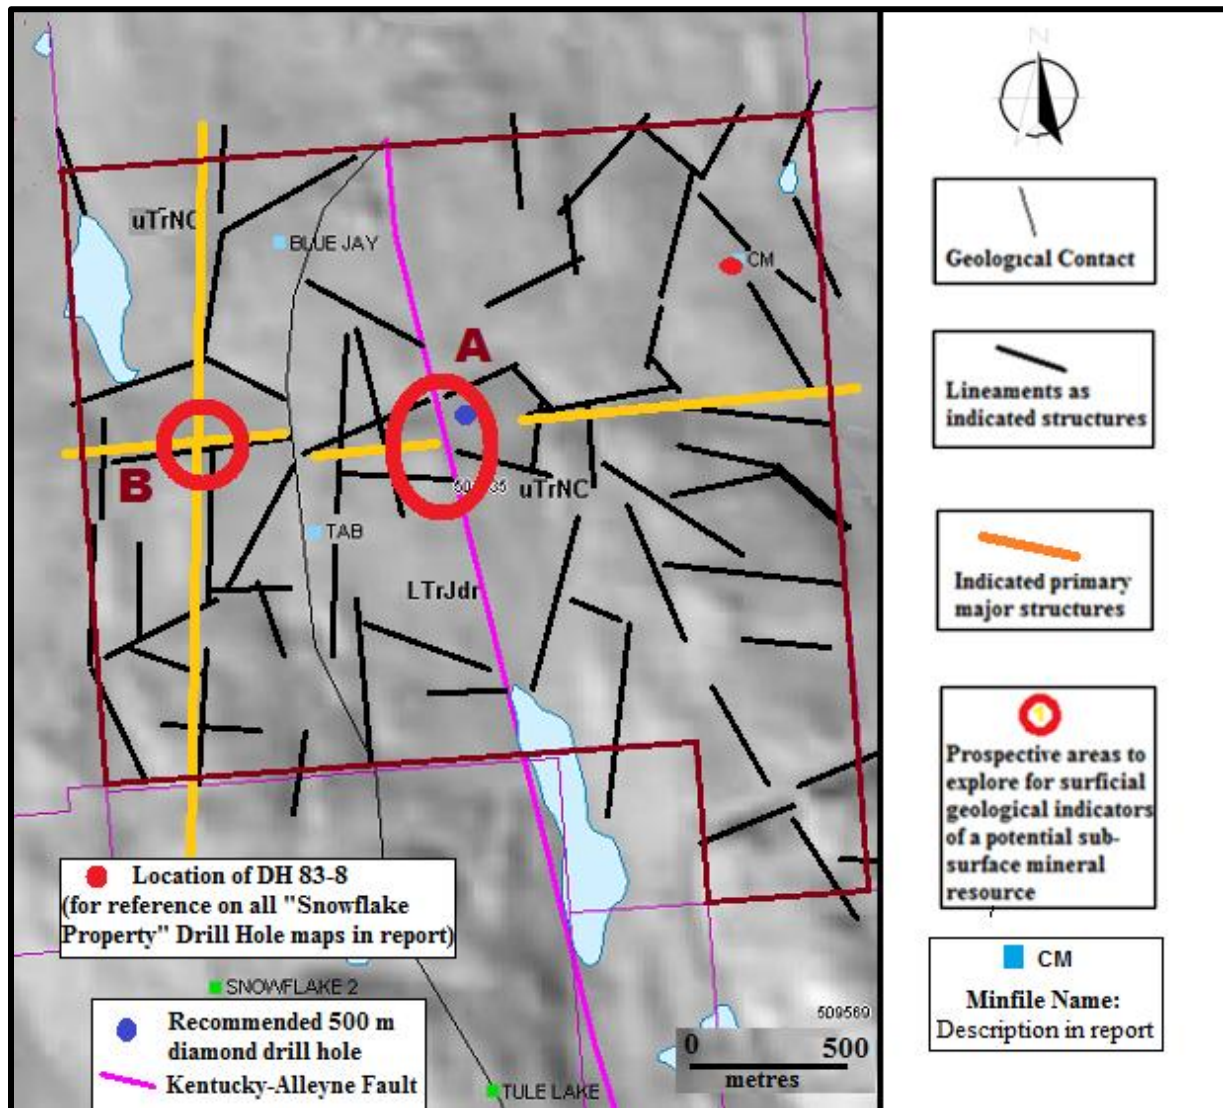 uTrNC
BLUE JAY
CM
A
B
uTrNC
TAB
LTrJdr
Location of DH 83-8
(for reference on all "Snowflake
Property" Drill Hole maps in report)
SNOWFLAKE 2
Recommended 500 m
diamond drill hole
Kentucky-Alleyne Fault
TULE LAKE
509569
0 500
metres
N
Geological Contact
Lineaments as
indicated structures
Indicated primary
major structures
1
Prospective areas to
explore for surficial
geological indicators
of a potential sub-
surface mineral
resource
CM
Minfile Name:
Description in report